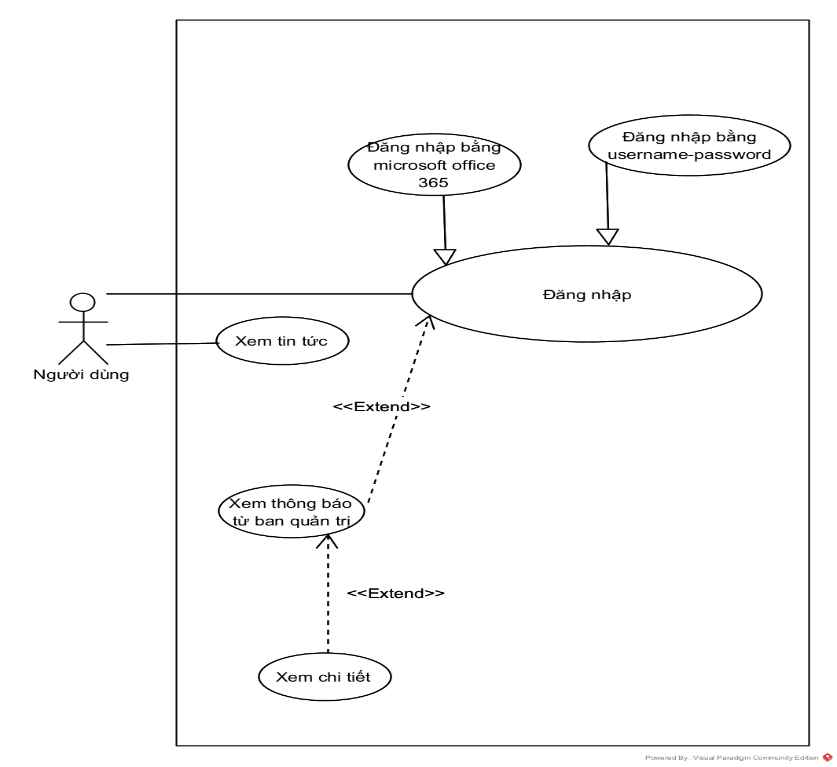 Đăng nhập bằng
microsoft office
365
Đăng nhập bằng
username-password
Đăng nhập
Xem tin tức
Người dùng
<<Extend>>
Xem thông báo
từ ban quản trị
<<Extend>>
Xem chi tiết
Powered By: Visual Paradigm Community Edition